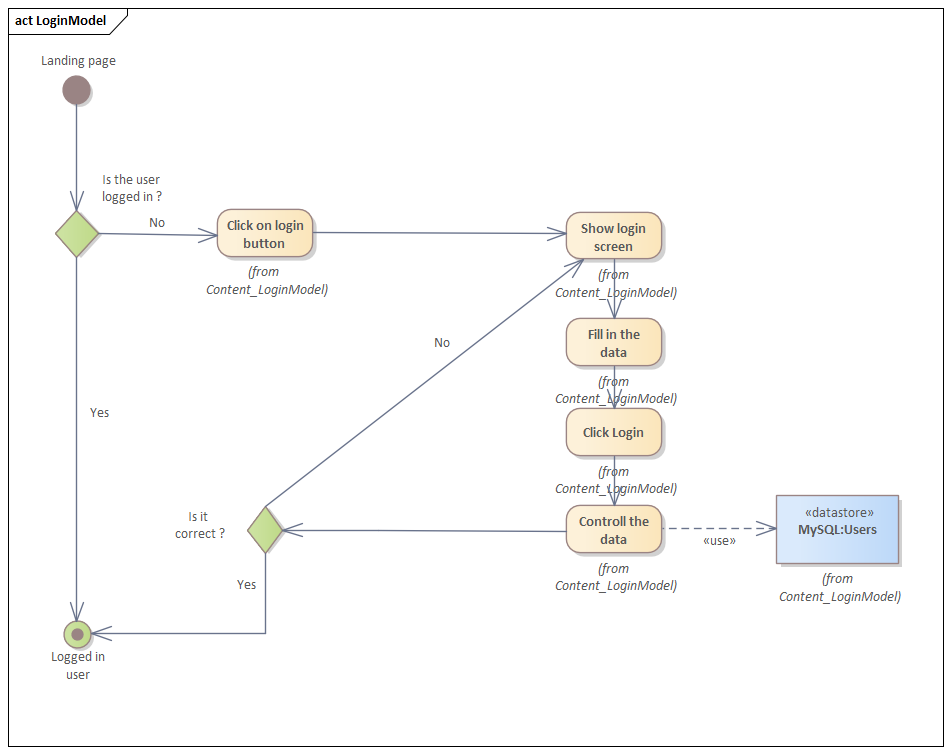 act LoginModel
Landing page
Is the user
logged in ?
No
Click on login
button
(from
Content_LoginModel)
Show login
screen
(from
Content_LoginModel)
Fill in the
data
(from
Content_LoginModel)
No
Yes
Click Login
(from
Content_LoginModel)
Is it
correct ?
Controll the
data
(from
Content_LoginModel)
«use»
«datastore»
MySQL:Users
(from
Content_LoginModel)
Yes
Logged in
user